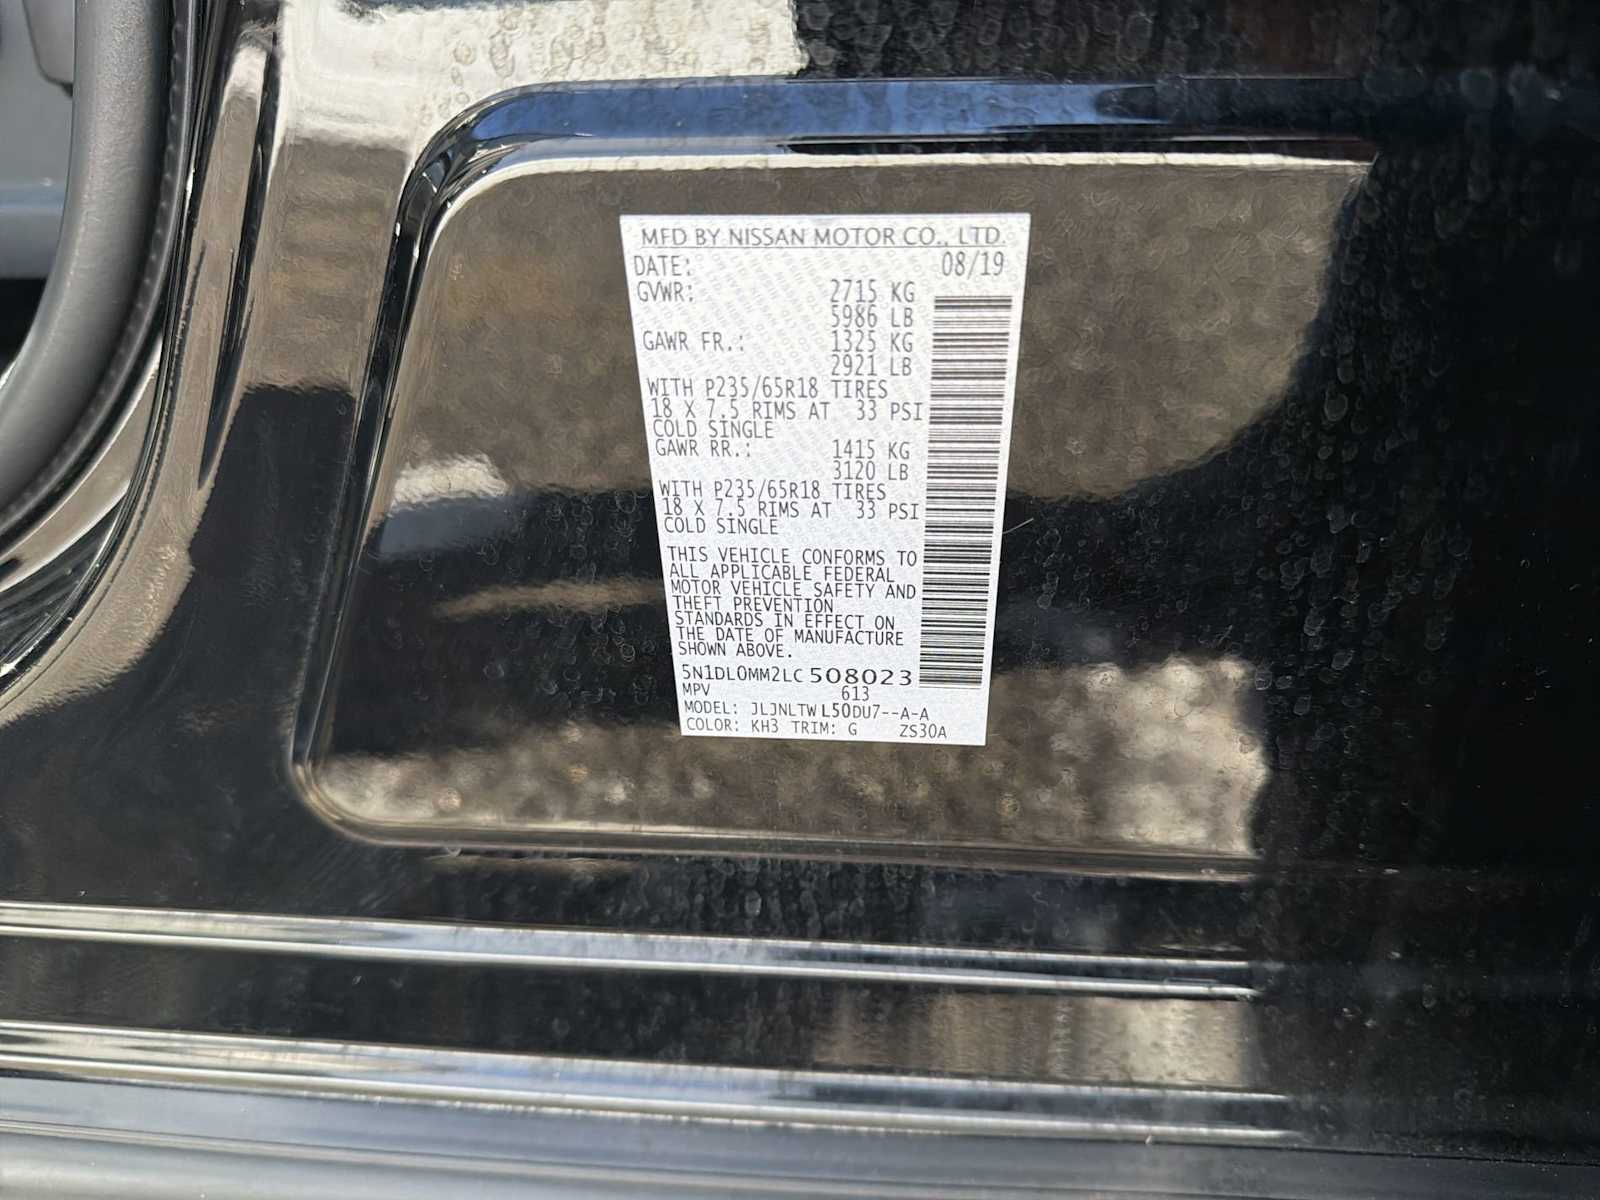 MFD BY NISSAN MOTOR CO., LTD.
DATE: 08/19
GVWR: 2715 KG
5986 LB
GAWR FR.: 1325 KG
2921 LB
WITH P235/65R18 TIRES
18 X 7.5 RIMS AT 33 PSI
COLD SINGLE
GAWR RR.: 1415 KG
3120 LB
WITH P235/65R18 TIRES
18 X 7.5 RIMS AT 33 PSI
COLD SINGLE
THIS VEHICLE CONFORMS TO
ALL APPLICABLE FEDERAL
MOTOR VEHICLE SAFETY AND
THEFT PREVENTION
STANDARDS IN EFFECT ON
THE DATE OF MANUFACTURE
SHOWN ABOVE.
5N1DL0MM2LC508023
MPV 613
MODEL: JLJNLTWL50DU7--A-A
COLOR: KH3 TRIM: G ZS30A